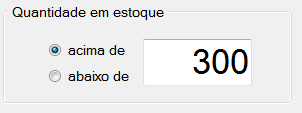 Quantidade em estoque
acima de
300
abaixo de